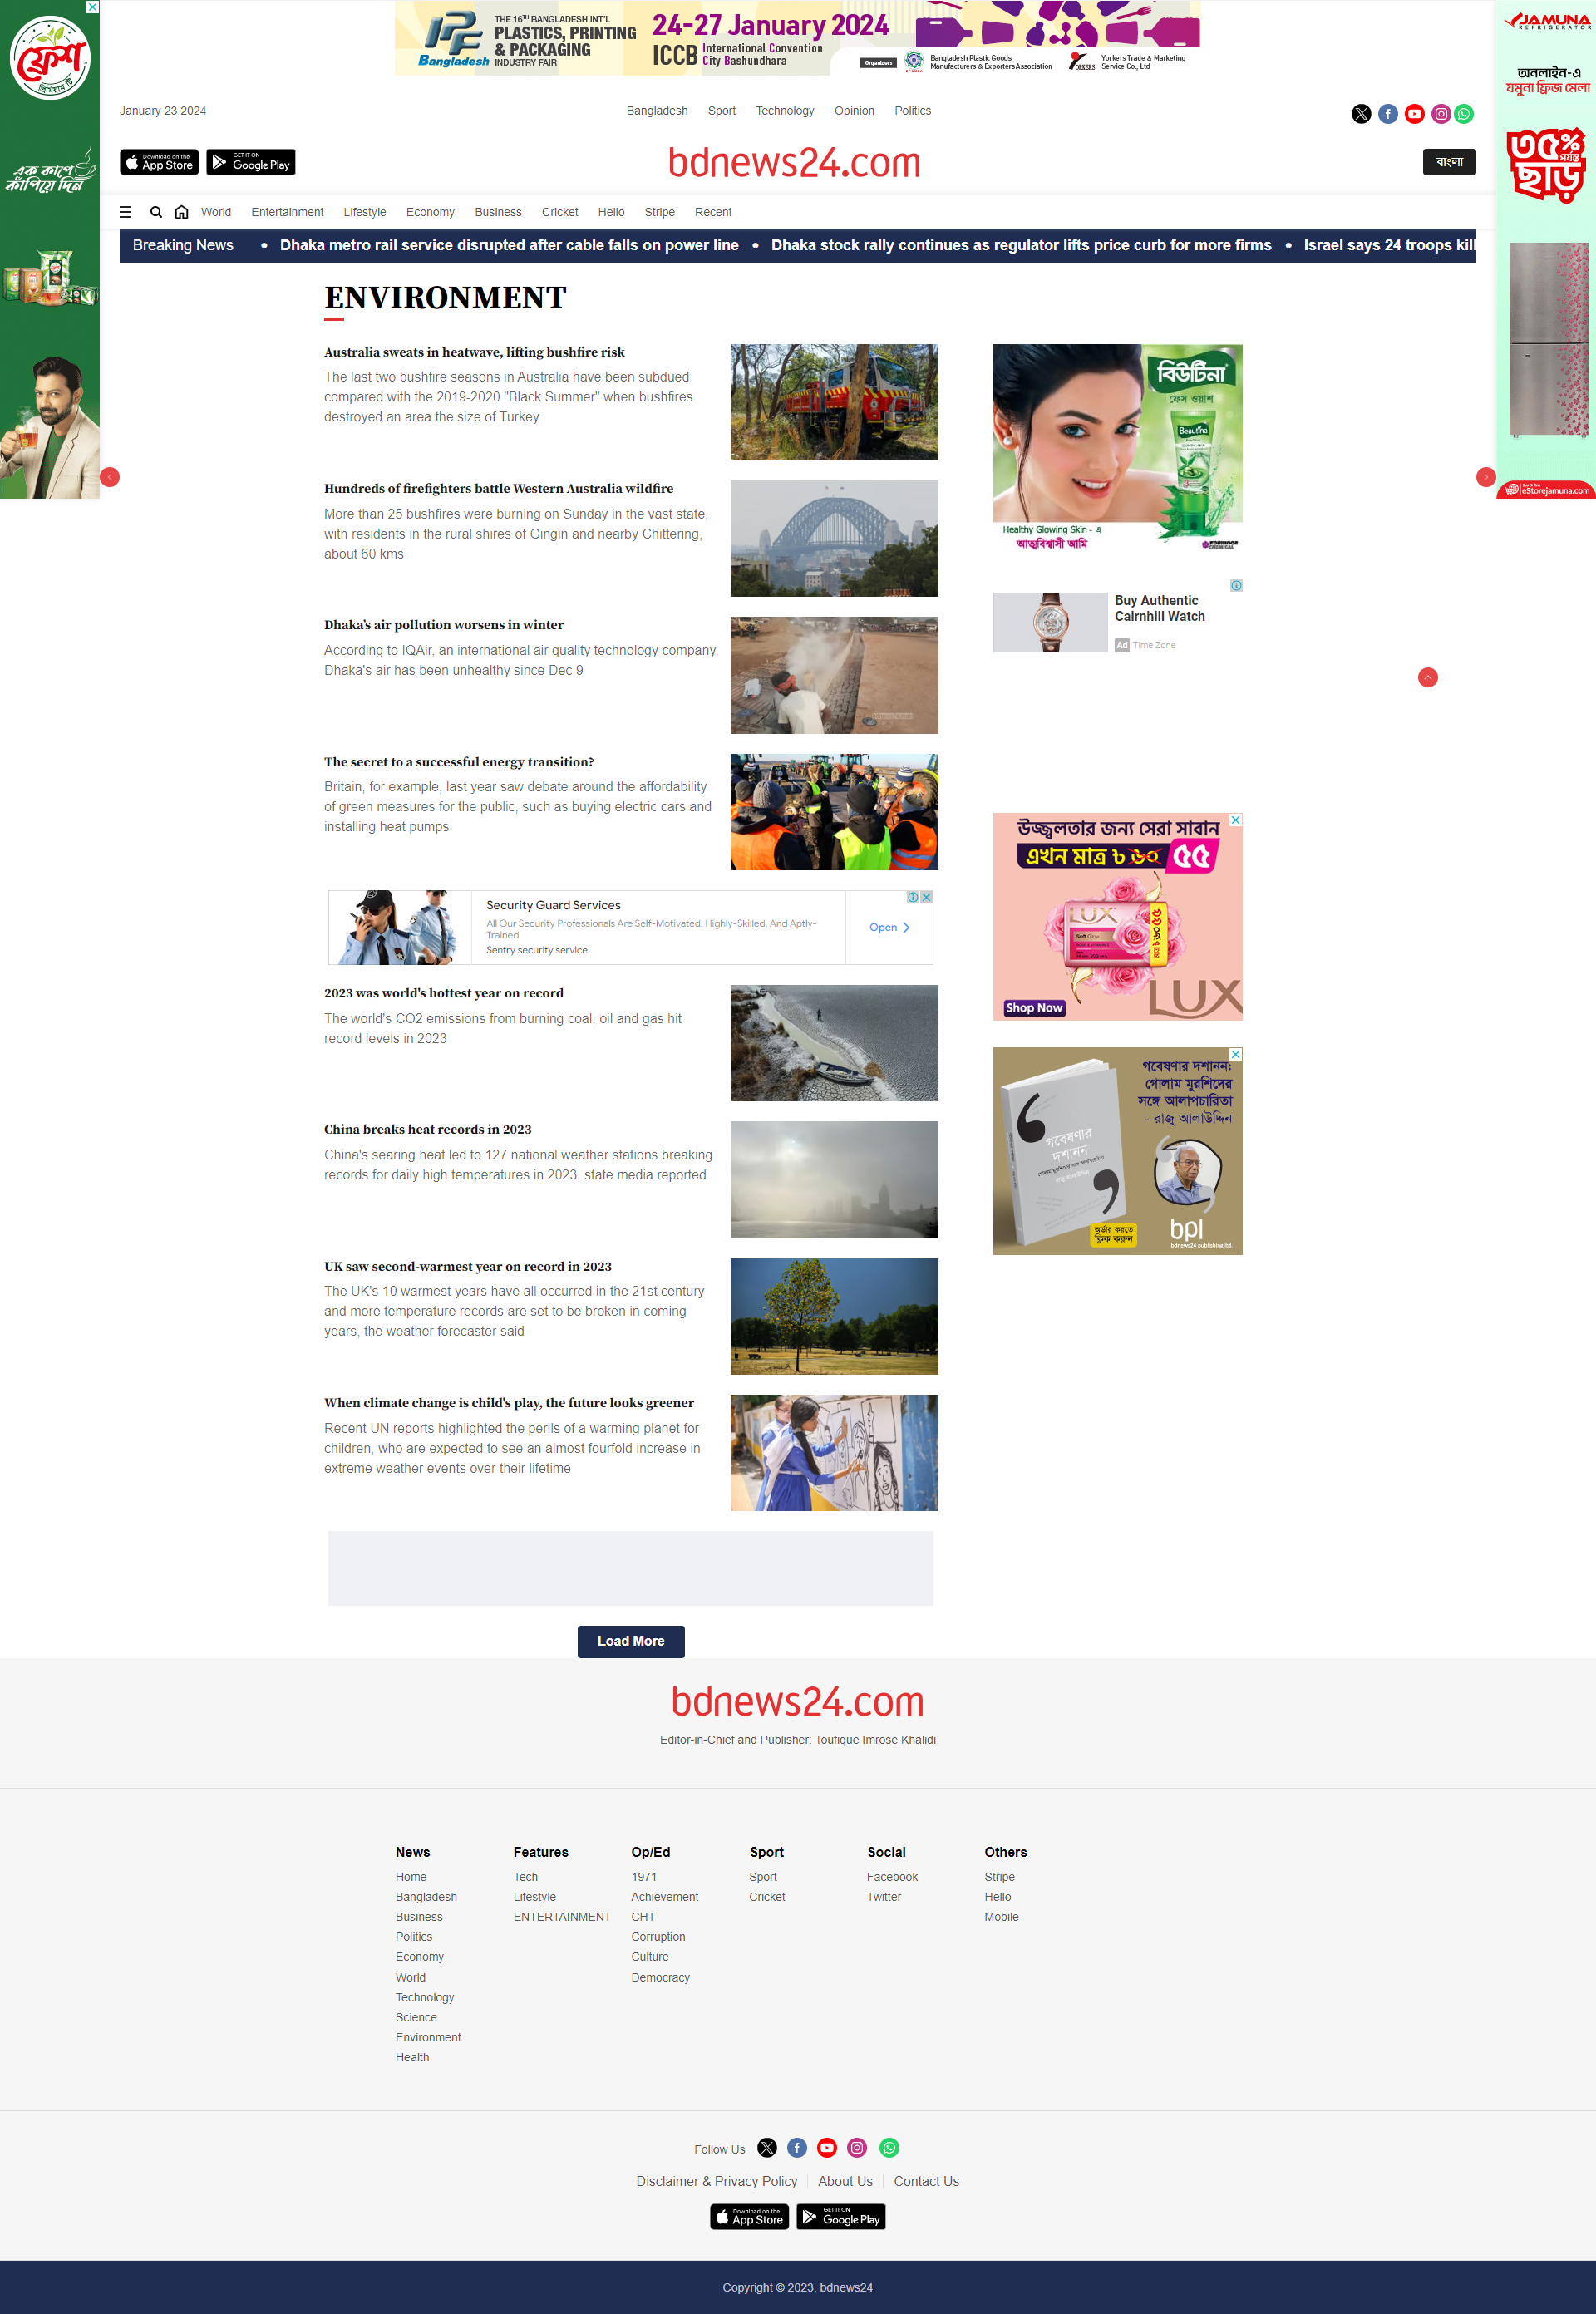 ফ্রেশ
প্রিমিয়াম টি
এক কাপে
কাঁপিয়ে দিন
IPF
Bangladesh
THE 16TH BANGLADESH INT'L
PLASTICS, PRINTING
& PACKAGING
INDUSTRY FAIR
24-27 January 2024
ICCB International Convention
City Bashundhara
Organizers
Bangladesh Plastic Goods
Manufacturers & Exporters Association
YORKERS
Yorkers Trade & Marketing
Service Co., Ltd
JAMUNA
REFRIGERATOR
অনলাইন-এ
যমুনা ফ্রিজ মেলা
৩৫%
পর্যন্ত
ছাড়
Buy Online
eStorejamuna.com
January 23 2024
Bangladesh Sport Technology Opinion Politics
Download on the
App Store
GET IT ON
Google Play
bdnews24.com
বাংলা
World Entertainment Lifestyle Economy Business Cricket Hello Stripe Recent
Breaking News • Dhaka metro rail service disrupted after cable falls on power line • Dhaka stock rally continues as regulator lifts price curb for more firms • Israel says 24 troops kill
ENVIRONMENT
Australia sweats in heatwave, lifting bushfire risk
The last two bushfire seasons in Australia have been subdued
compared with the 2019-2020 "Black Summer" when bushfires
destroyed an area the size of Turkey
Hundreds of firefighters battle Western Australia wildfire
More than 25 bushfires were burning on Sunday in the vast state,
with residents in the rural shires of Gingin and nearby Chittering,
about 60 kms
Dhaka's air pollution worsens in winter
According to IQAir, an international air quality technology company,
Dhaka's air has been unhealthy since Dec 9
The secret to a successful energy transition?
Britain, for example, last year saw debate around the affordability
of green measures for the public, such as buying electric cars and
installing heat pumps
Security Guard Services
All Our Security Professionals Are Self-Motivated, Highly-Skilled, And Aptly-
Trained
Sentry security service
Open
2023 was world's hottest year on record
The world's CO2 emissions from burning coal, oil and gas hit
record levels in 2023
China breaks heat records in 2023
China's searing heat led to 127 national weather stations breaking
records for daily high temperatures in 2023, state media reported
UK saw second-warmest year on record in 2023
The UK's 10 warmest years have all occurred in the 21st century
and more temperature records are set to be broken in coming
years, the weather forecaster said
When climate change is child's play, the future looks greener
Recent UN reports highlighted the perils of a warming planet for
children, who are expected to see an almost fourfold increase in
extreme weather events over their lifetime
Load More
বিউটিনা
ফেস ওয়াশ
Beautina
Healthy Glowing Skin - এ
আত্মবিশ্বাসী আমি
KOHINOOR
CHEMICAL
Buy Authentic
Cairnhill Watch
Ad Time Zone
উজ্জ্বলতার জন্য সেরা সাবান
এখন মাত্র ৳ ৬০ ৫৫
LUX
Soft Glow
Shop Now
LUX
গবেষণার দশানন:
গোলাম মুরশিদের
সঙ্গে আলাপচারিতা
- রাজু আলাউদ্দিন
গবেষণার
দশানন
গোলাম মুরশিদের সঙ্গে আলাপচারিতা
রাজু আলাউদ্দিন
অর্ডার করতে
ক্লিক করুন
bpl
bdnews24 publishing ltd.
bdnews24.com
Editor-in-Chief and Publisher: Toufique Imrose Khalidi
News
Home
Bangladesh
Business
Politics
Economy
World
Technology
Science
Environment
Health
Features
Tech
Lifestyle
ENTERTAINMENT
Op/Ed
1971
Achievement
CHT
Corruption
Culture
Democracy
Sport
Sport
Cricket
Social
Facebook
Twitter
Others
Stripe
Hello
Mobile
Follow Us
Disclaimer & Privacy Policy About Us Contact Us
Download on the
App Store
GET IT ON
Google Play
Copyright © 2023, bdnews24